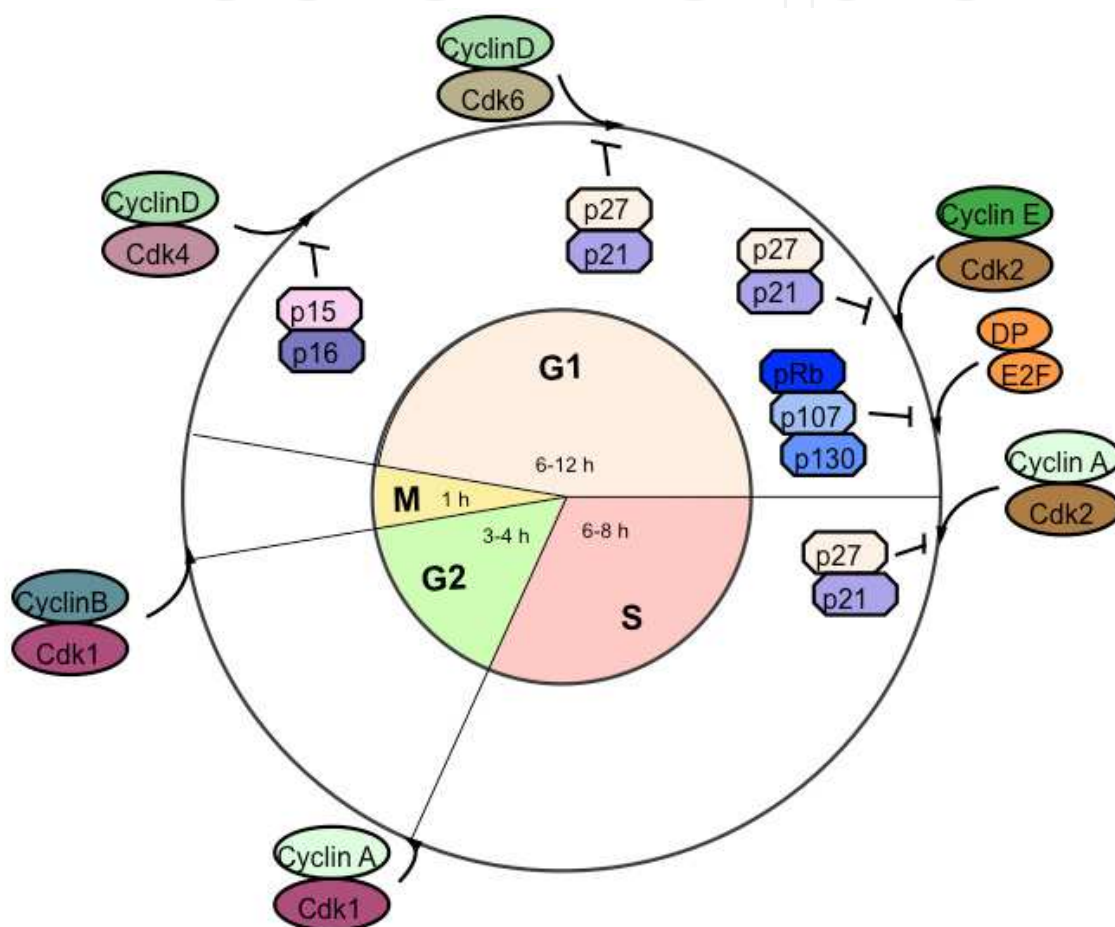 CyclinD
Cdk6
CyclinD
Cdk4
p27
p21
Cyclin E
Cdk2
p27
p21
p15
p16
DP
E2F
G1
pRb
p107
p130
6-12 h
Cyclin A
Cdk2
M
1 h
3-4 h
6-8 h
p27
p21
G2
S
CyclinB
Cdk1
Cyclin A
Cdk1